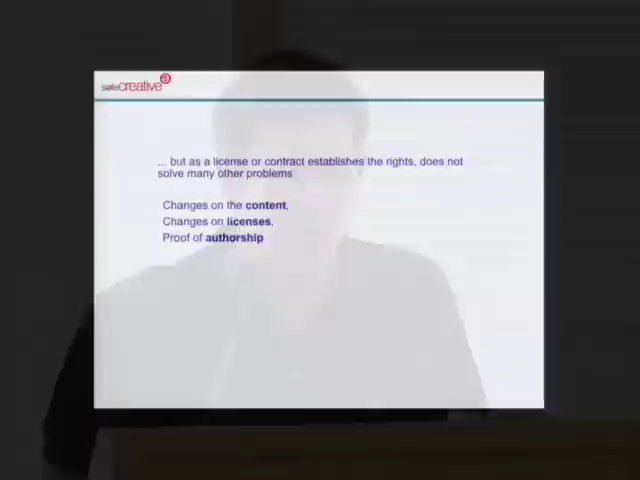 safecreative
... but as a license or contract establishes the rights, does not
solve many other problems
Changes on the content,
Changes on licenses,
Proof of authorship